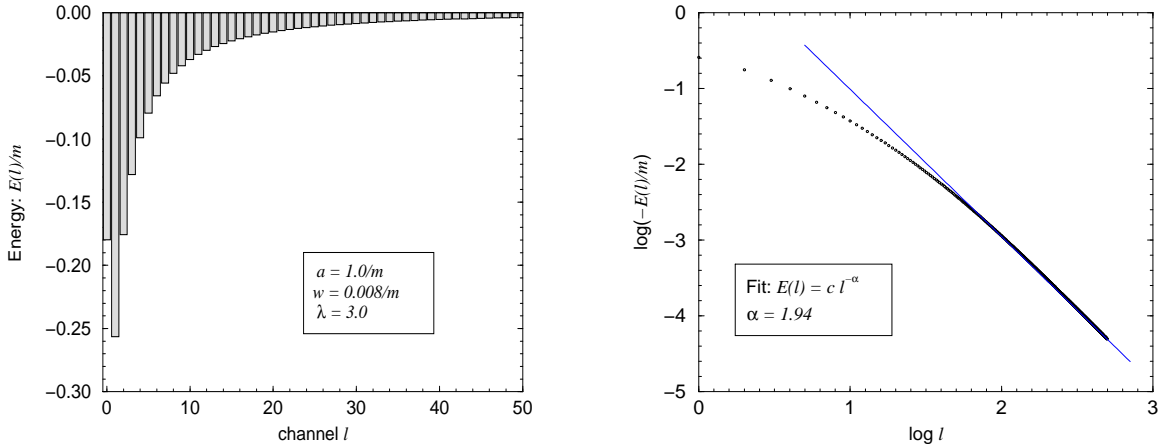 0.00
−0.05
−0.10
−0.15
−0.20
−0.25
−0.30
Energy: E(l)/m
0 10 20 30 40 50
channel l
a = 1.0/m
w = 0.008/m
λ = 3.0
0
−1
−2
−3
−4
−5
log(−E(l)/m)
0 1 2 3
log l
Fit: E(l) = c l^−α
α = 1.94